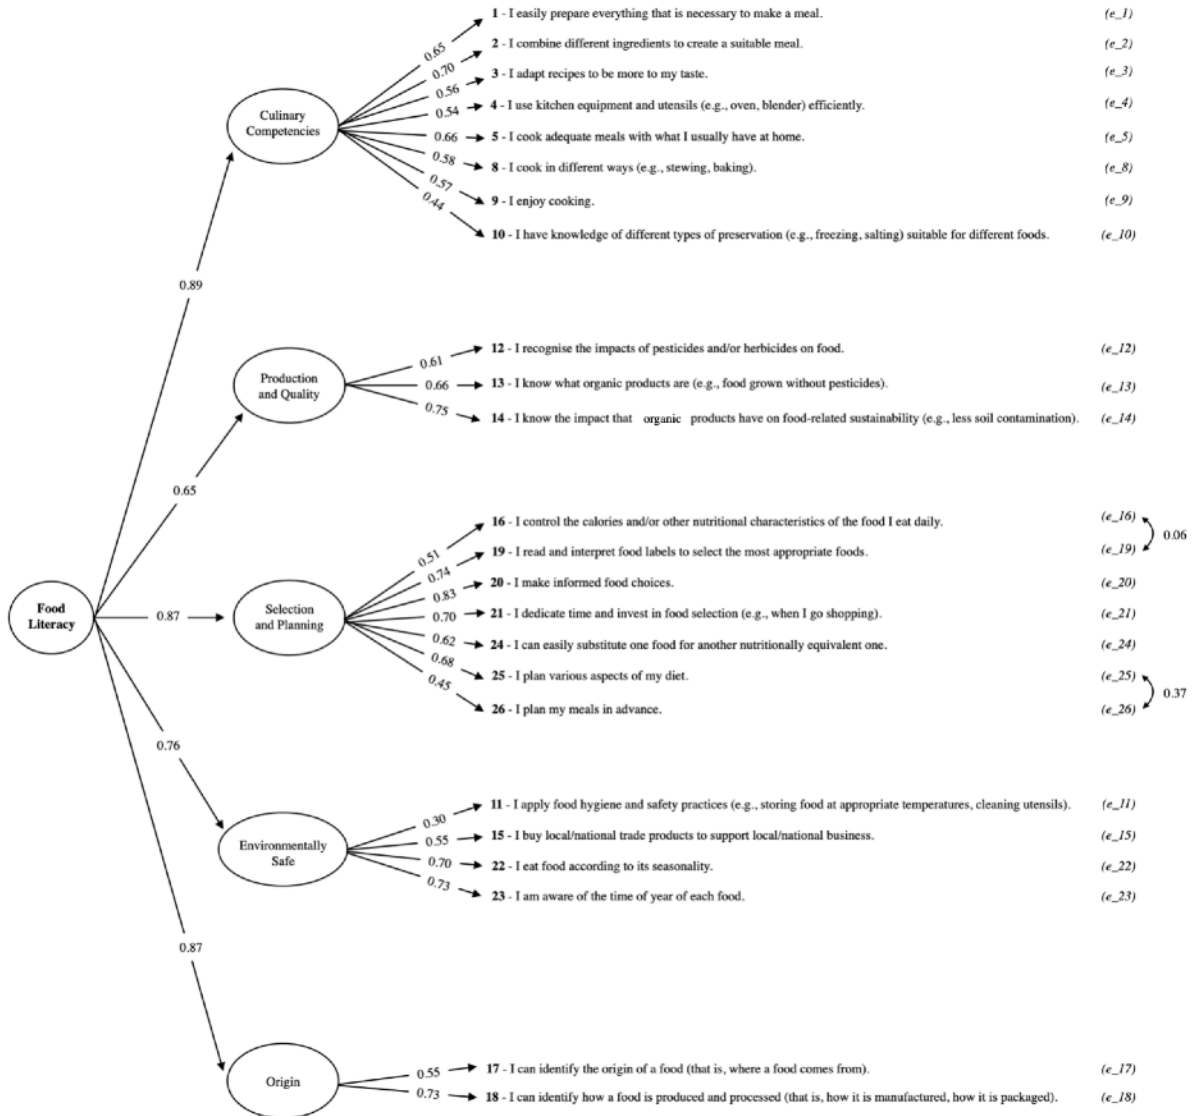 1 - I easily prepare everything that is necessary to make a meal. (e_1)
0.65
2 - I combine different ingredients to create a suitable meal. (e_2)
0.70
3 - I adapt recipes to be more to my taste. (e_3)
0.56
4 - I use kitchen equipment and utensils (e.g., oven, blender) efficiently. (e_4)
0.54
Culinary
Competencies
5 - I cook adequate meals with what I usually have at home. (e_5)
0.66
8 - I cook in different ways (e.g., stewing, baking). (e_8)
0.58
9 - I enjoy cooking. (e_9)
0.57
10 - I have knowledge of different types of preservation (e.g., freezing, salting) suitable for different foods. (e_10)
0.44
0.89
12 - I recognise the impacts of pesticides and/or herbicides on food. (e_12)
0.61
Production
and Quality
13 - I know what organic products are (e.g., food grown without pesticides). (e_13)
0.66
14 - I know the impact that organic products have on food-related sustainability (e.g., less soil contamination). (e_14)
0.75
0.65
16 - I control the calories and/or other nutritional characteristics of the food I eat daily. (e_16)
0.51
0.06
19 - I read and interpret food labels to select the most appropriate foods. (e_19)
0.74
20 - I make informed food choices. (e_20)
0.83
Food
Literacy
0.87
Selection
and Planning
21 - I dedicate time and invest in food selection (e.g., when I go shopping). (e_21)
0.70
24 - I can easily substitute one food for another nutritionally equivalent one. (e_24)
0.62
25 - I plan various aspects of my diet. (e_25)
0.68
0.37
26 - I plan my meals in advance. (e_26)
0.45
0.76
11 - I apply food hygiene and safety practices (e.g., storing food at appropriate temperatures, cleaning utensils). (e_11)
0.30
15 - I buy local/national trade products to support local/national business. (e_15)
0.55
Environmentally
Safe
22 - I eat food according to its seasonality. (e_22)
0.70
23 - I am aware of the time of year of each food. (e_23)
0.73
0.87
17 - I can identify the origin of a food (that is, where a food comes from). (e_17)
0.55
Origin
18 - I can identify how a food is produced and processed (that is, how it is manufactured, how it is packaged). (e_18)
0.73